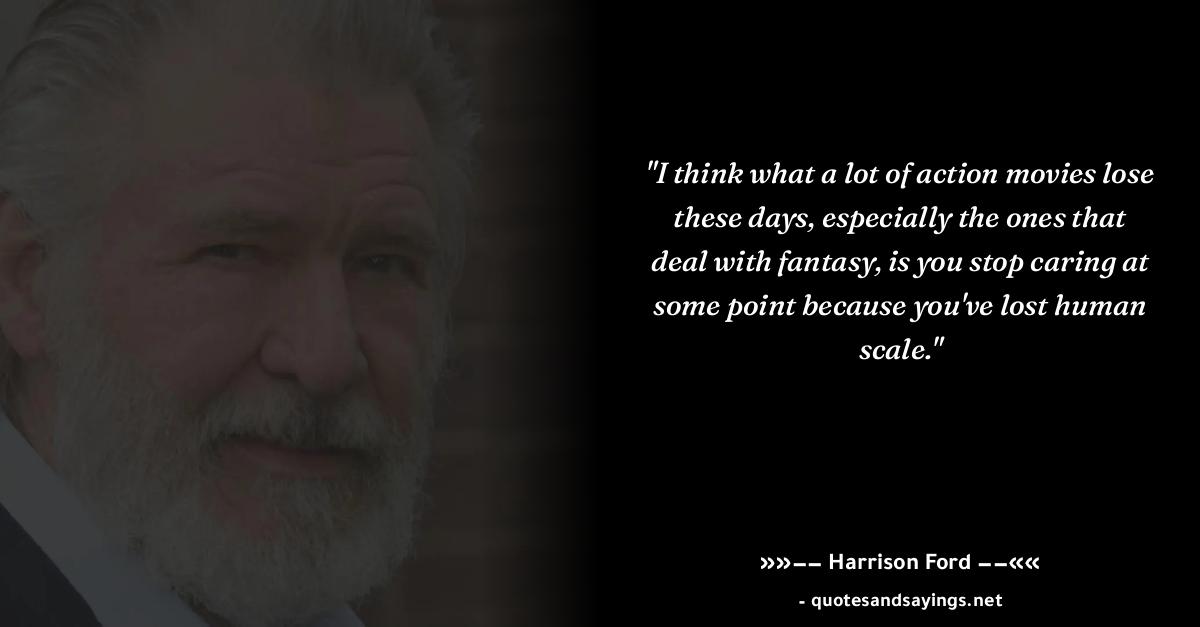 "I think what a lot of action movies lose
these days, especially the ones that
deal with fantasy, is you stop caring at
some point because you've lost human
scale."
»»−− Harrison Ford −−««
- quotesandsayings.net